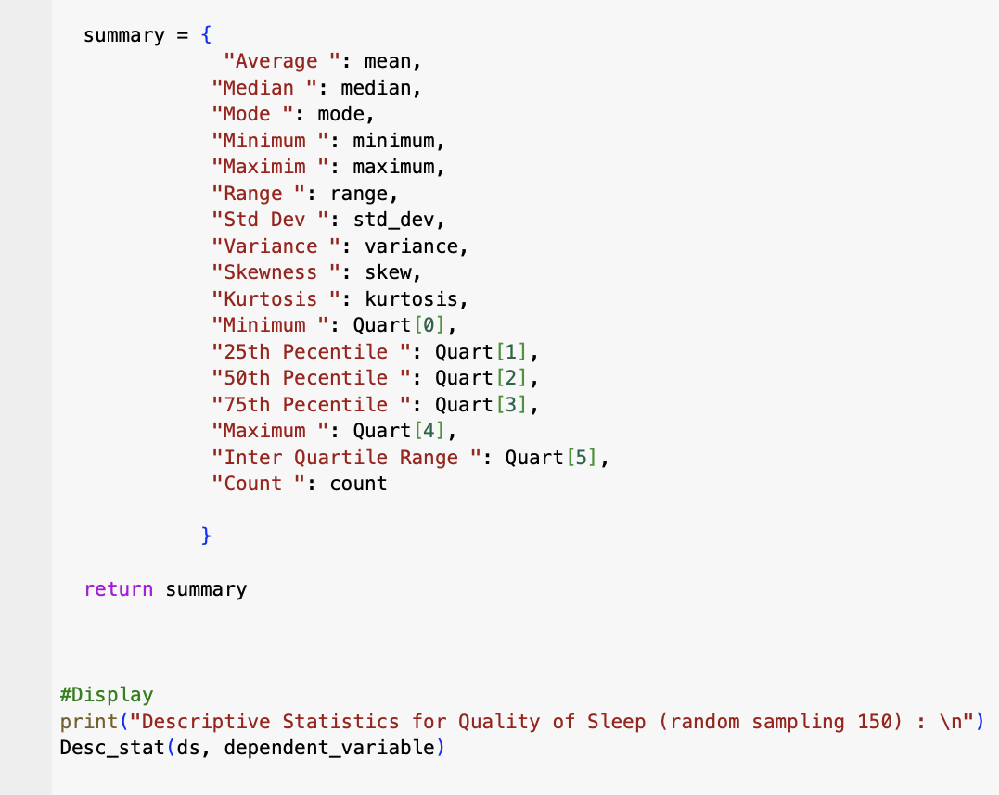 summary = {
"Average ": mean,
"Median ": median,
"Mode ": mode,
"Minimum ": minimum,
"Maximim ": maximum,
"Range ": range,
"Std Dev ": std_dev,
"Variance ": variance,
"Skewness ": skew,
"Kurtosis ": kurtosis,
"Minimum ": Quart[0],
"25th Pecentile ": Quart[1],
"50th Pecentile ": Quart[2],
"75th Pecentile ": Quart[3],
"Maximum ": Quart[4],
"Inter Quartile Range ": Quart[5],
"Count ": count
}
return summary
#Display
print("Descriptive Statistics for Quality of Sleep (random sampling 150) : \n")
Desc_stat(ds, dependent_variable)